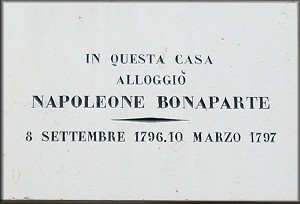 IN QUESTA CASA
ALLOGGIÒ
NAPOLEONE BONAPARTE
8 SETTEMBRE 1796.10 MARZO 1797